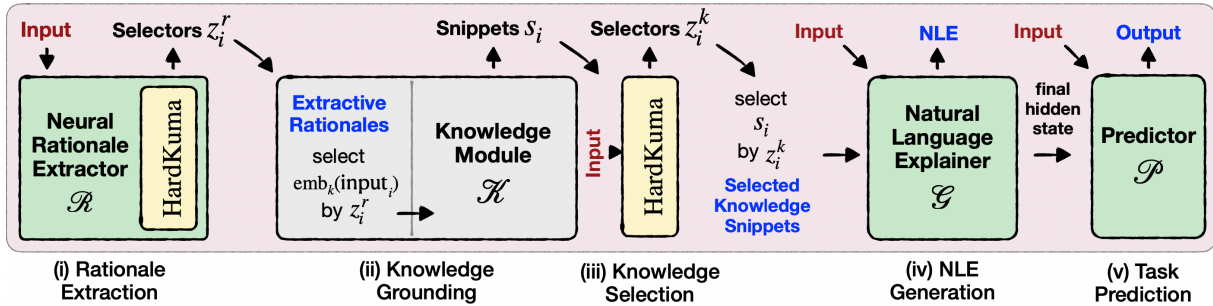 Input
Selectors z_i^r
Neural
Rationale
Extractor
ℛ
HardKuma
(i) Rationale
Extraction
Snippets s_i
Extractive
Rationales
select
emb_k(input_i)
by z_i^r
Knowledge
Module
𝒦
(ii) Knowledge
Grounding
Selectors z_i^k
Input
HardKuma
(iii) Knowledge
Selection
select
s_i
by z_i^k
Selected
Knowledge
Snippets
Input
NLE
Natural
Language
Explainer
𝒢
(iv) NLE
Generation
Input
final
hidden
state
Output
Predictor
𝒫
(v) Task
Prediction